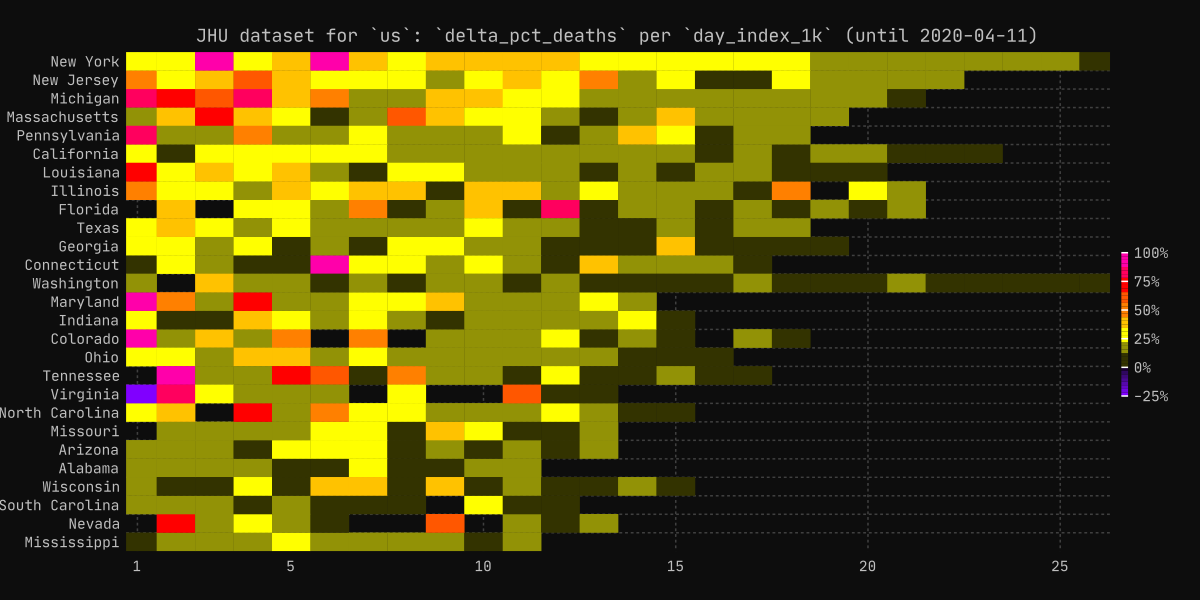 JHU dataset for `us`: `delta_pct_deaths` per `day_index_1k` (until 2020-04-11)
New York
New Jersey
Michigan
Massachusetts
Pennsylvania
California
Louisiana
Illinois
Florida
Texas
Georgia
Connecticut
Washington
Maryland
Indiana
Colorado
Ohio
Tennessee
Virginia
North Carolina
Missouri
Arizona
Alabama
Wisconsin
South Carolina
Nevada
Mississippi
1 5 10 15 20 25
100%
75%
50%
25%
0%
−25%